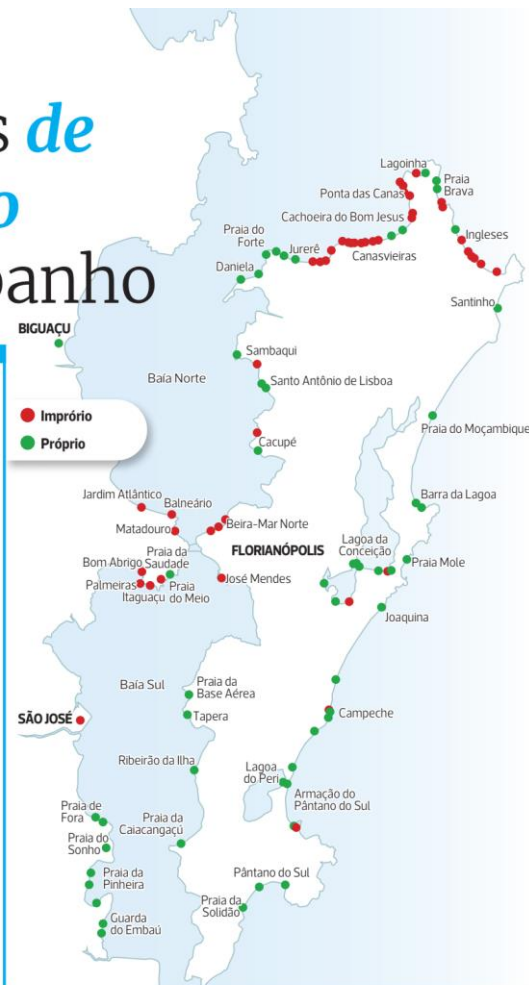 s de
o
banho
BIGUAÇU
Imprório
Próprio
Lagoinha
Ponta das Canas
Praia
Brava
Cachoeira do Bom Jesus
Praia do
Forte
Jurerê
Canasvieiras
Ingleses
Daniela
Santinho
Sambaqui
Baía Norte
Santo Antônio de Lisboa
Cacupé
Praia do Moçambique
Jardim Atlântico
Balneário
Barra da Lagoa
Matadouro
Beira-Mar Norte
FLORIANÓPOLIS
Lagoa da
Conceição
Praia da
Saudade
Bom Abrigo
Praia Mole
Palmeiras
Itaguaçu
Praia
do Meio
José Mendes
Joaquina
Baía Sul
Praia da
Base Aérea
SÃO JOSÉ
Tapera
Campeche
Ribeirão da Ilha
Lagoa
do Peri
Armação do
Pântano do Sul
Praia de
Fora
Praia da
Caiacangaçú
Praia do
Sonho
Praia da
Pinheira
Pântano do Sul
Praia da
Solidão
Guarda
do Embaú